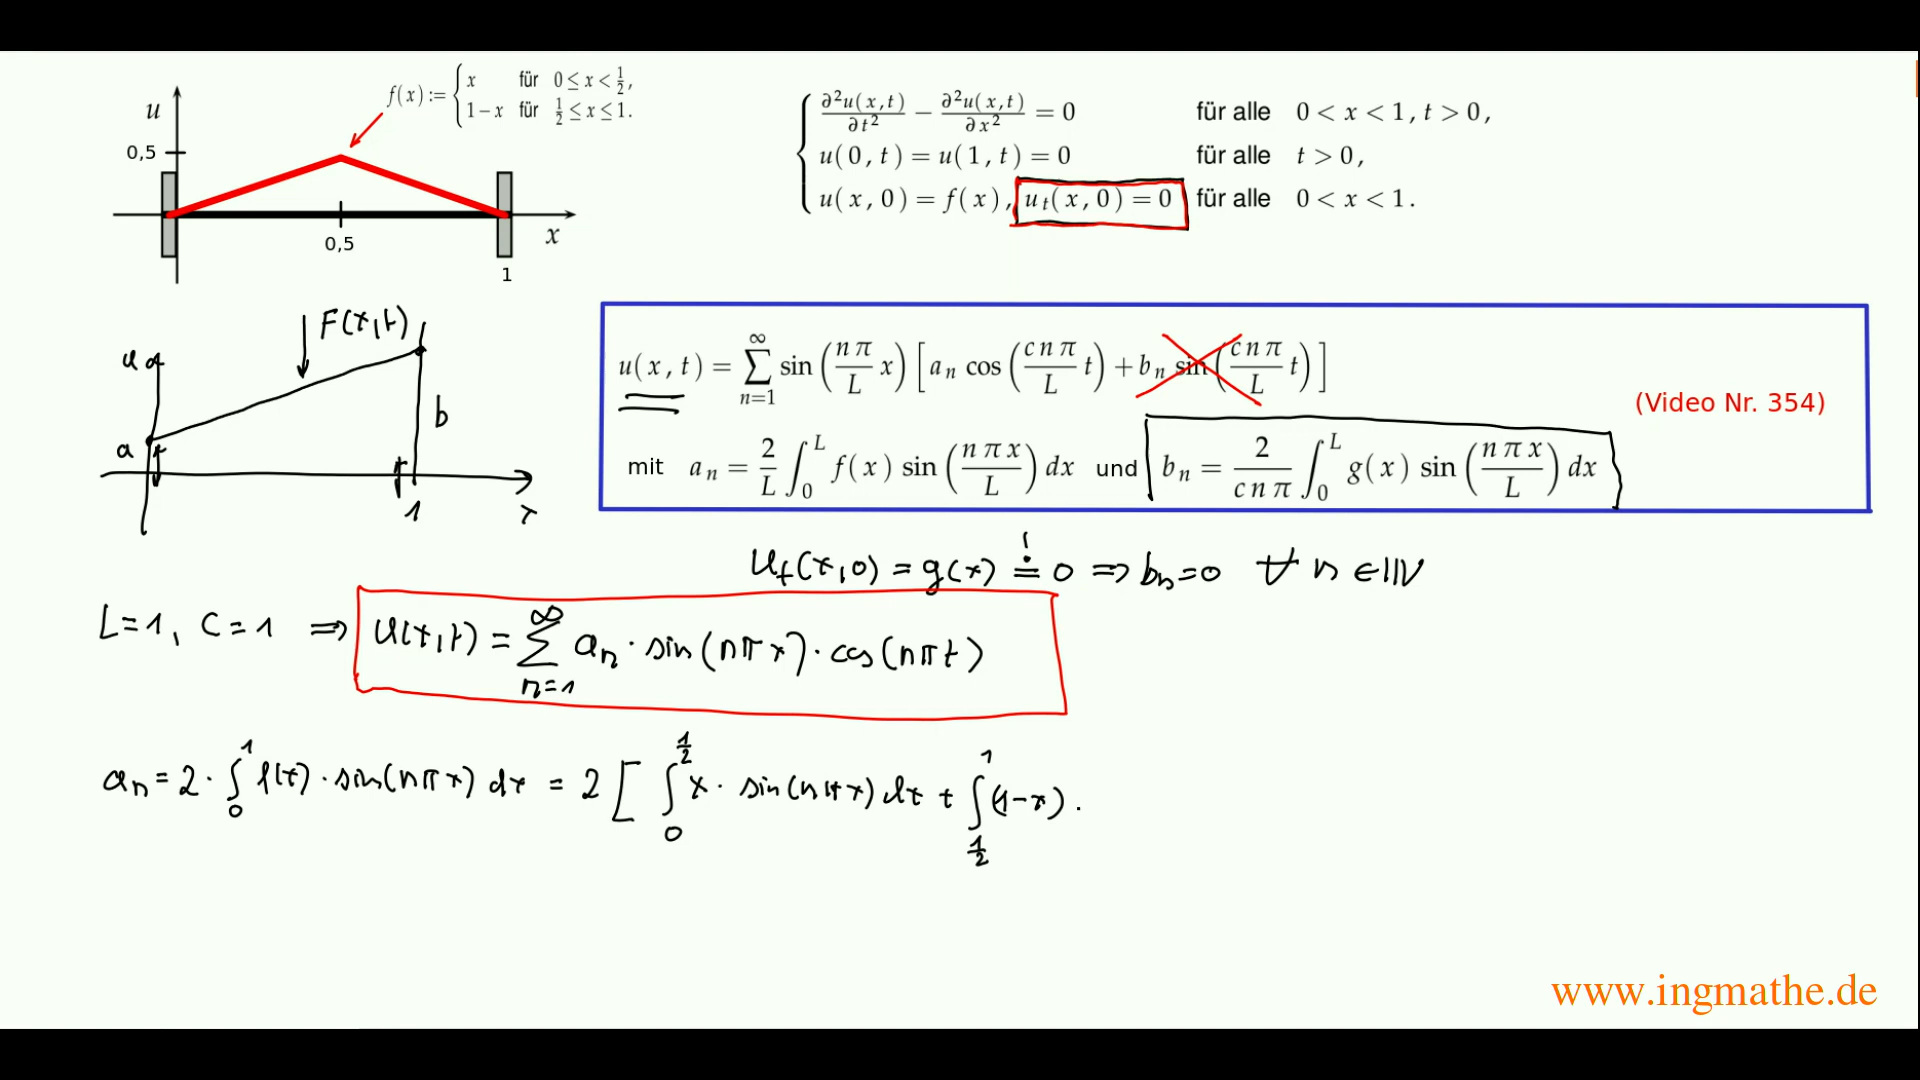 f(x) := { x für 0 ≤ x < 1/2,
1−x für 1/2 ≤ x ≤ 1.
u
0,5
0,5
x
1
∂²u(x,t)/∂t² − ∂²u(x,t)/∂x² = 0 für alle 0 < x < 1, t > 0,
u(0,t) = u(1,t) = 0 für alle t > 0,
u(x,0) = f(x), u_t(x,0) = 0 für alle 0 < x < 1.
F(x,t)
u
a
b
1
x
u(x,t) = ∑_{n=1}^{∞} sin(nπ/L x) [a_n cos(cnπ/L t) + b_n sin(cnπ/L t)]
(Video Nr. 354)
mit a_n = 2/L ∫_0^L f(x) sin(nπx/L) dx und b_n = 2/(cnπ) ∫_0^L g(x) sin(nπx/L) dx
u_t(x,0) = g(x) =! 0 ⇒ b_n = 0 ∀ n ∈ ℕ
L=1, c=1 ⇒ u(x,t) = ∑_{n=1}^{∞} a_n · sin(nπx) · cos(nπt)
a_n = 2 · ∫_0^1 f(x) · sin(nπx) dx = 2 [ ∫_0^{1/2} x · sin(nπx) dx + ∫_{1/2}^1 (1−x) ·
www.ingmathe.de